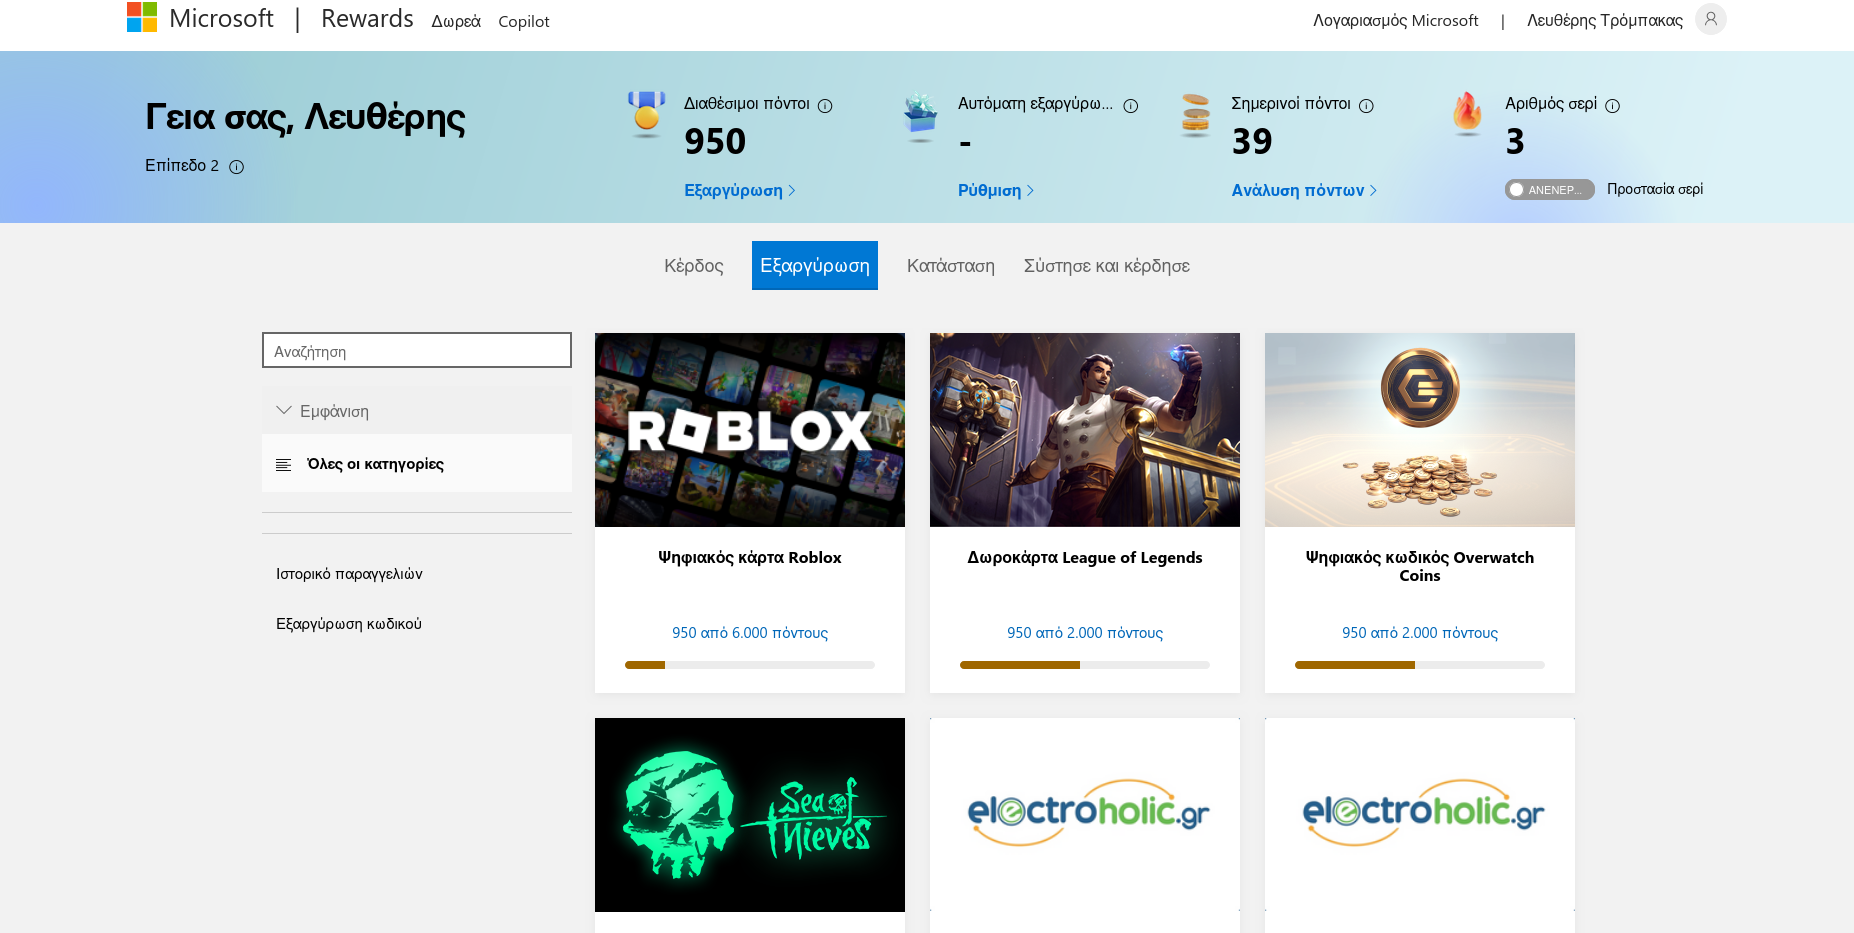 Microsoft | Rewards Δωρεά Copilot Λογαριασμός Microsoft | Λευθέρης Τρόμπακας
Γεια σας, Λευθέρης
Επίπεδο 2
Διαθέσιμοι πόντοι
950
Εξαργύρωση
Αυτόματη εξαργύρω...
-
Ρύθμιση
Σημερινοί πόντοι
39
Ανάλυση πόντων
Αριθμός σερί
3
ΑΝΕΝΕΡ... Προστασία σερί
Κέρδος Εξαργύρωση Κατάσταση Σύστησε και κέρδησε
Αναζήτηση
Εμφάνιση
Όλες οι κατηγορίες
Ιστορικό παραγγελιών
Εξαργύρωση κωδικού
ROBLOX
Ψηφιακός κάρτα Roblox
950 από 6.000 πόντους
Δωροκάρτα League of Legends
950 από 2.000 πόντους
Ψηφιακός κωδικός Overwatch
Coins
950 από 2.000 πόντους
Sea of
Thieves
electroholic.gr
electroholic.gr